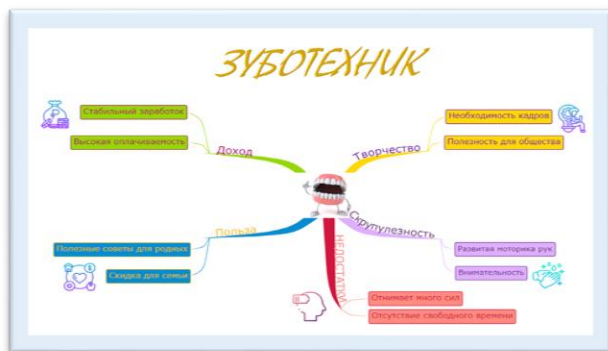 ЗУБОТЕХНИК
Стабильный заработок
Высокая оплачиваемость
Доход
Необходимость кадров
Полезность для общества
Творчество
Польза
Полезные советы для родных
Скидка для семьи
Скрупулезность
Развитая моторика рук
Внимательность
НЕДОСТАТКИ
Отнимает много сил
Отсутствие свободного времени